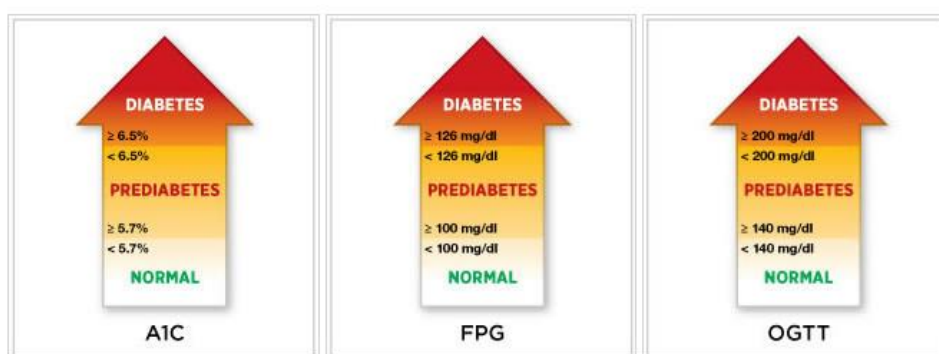 DIABETES
≥ 6.5%
< 6.5%
PREDIABETES
≥ 5.7%
< 5.7%
NORMAL
A1C
DIABETES
≥ 126 mg/dl
< 126 mg/dl
PREDIABETES
≥ 100 mg/dl
< 100 mg/dl
NORMAL
FPG
DIABETES
≥ 200 mg/dl
< 200 mg/dl
PREDIABETES
≥ 140 mg/dl
< 140 mg/dl
NORMAL
OGTT